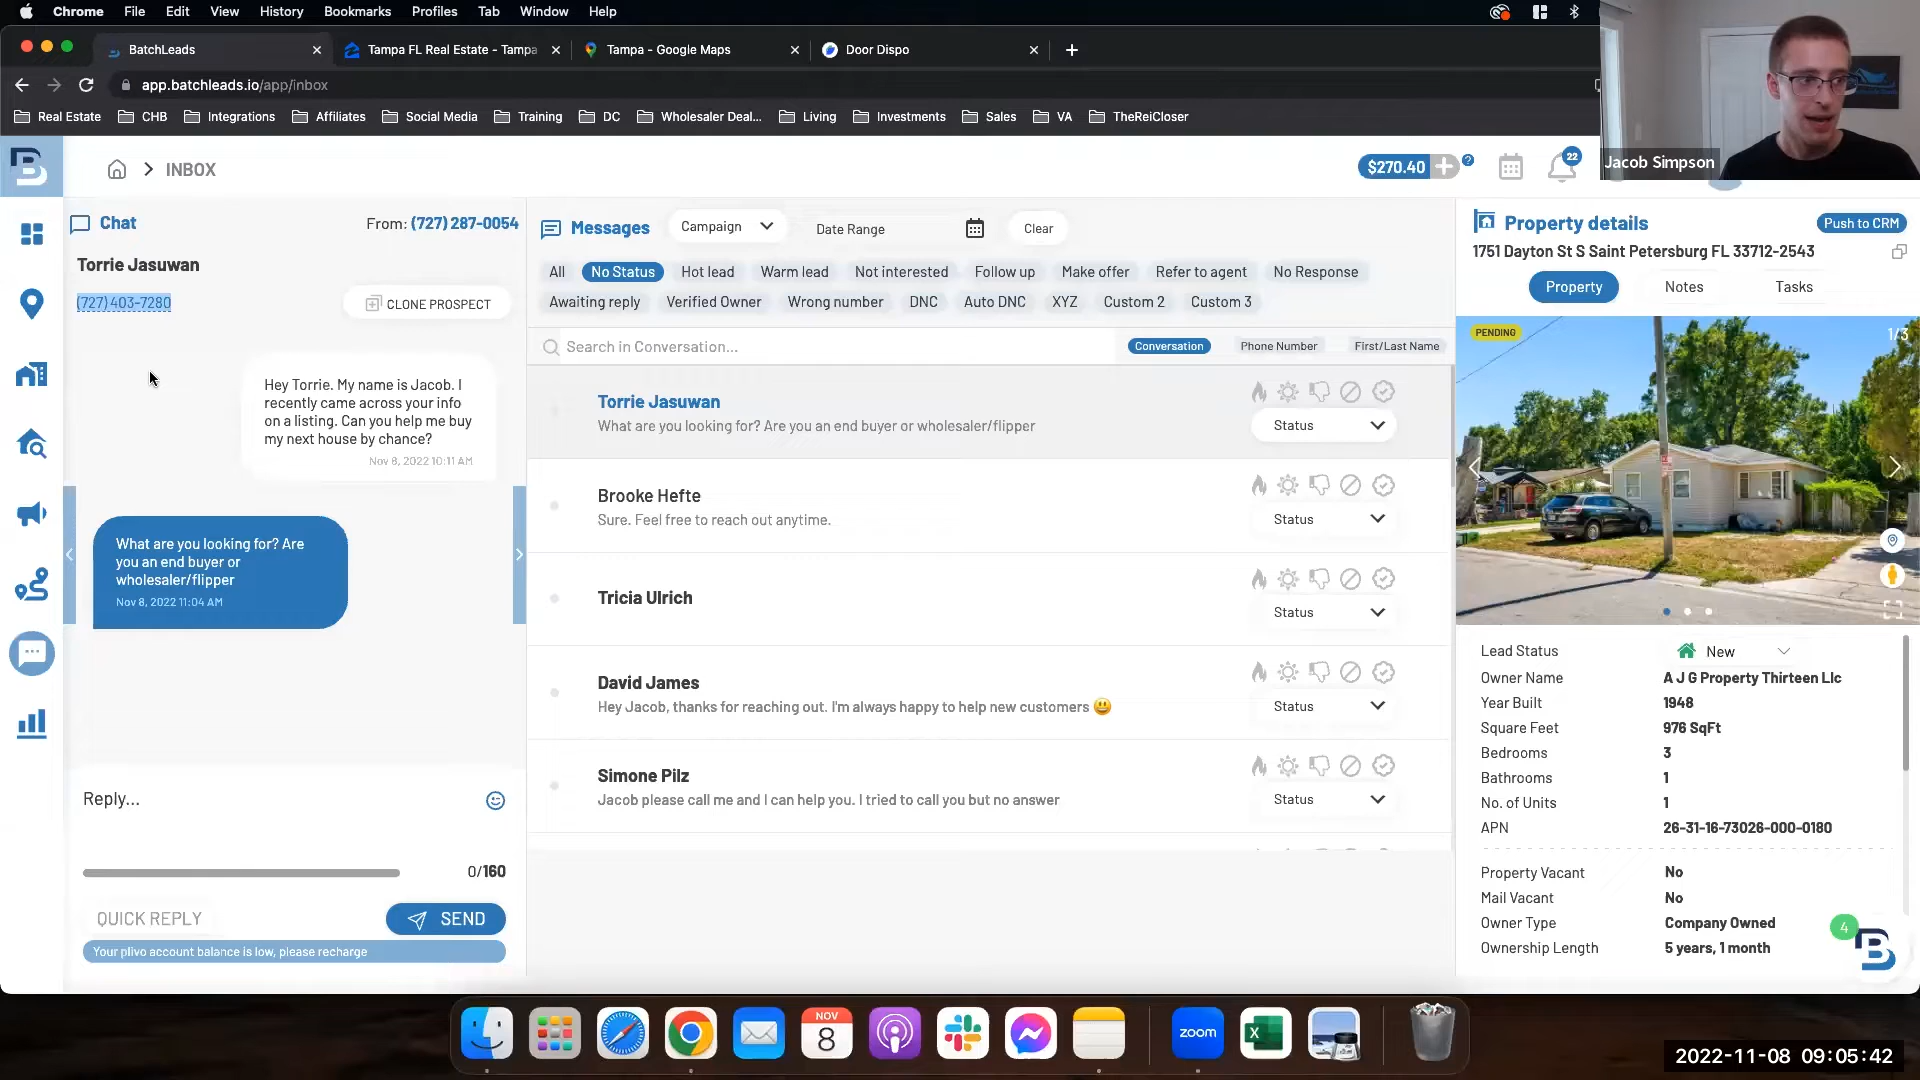 Chrome File Edit View History Bookmarks Profiles Tab Window Help
BatchLeads
Tampa FL Real Estate - Tampa
Tampa - Google Maps
Door Dispo
app.batchleads.io/app/inbox
Real Estate CHB Integrations Affiliates Social Media Training DC Wholesaler Deal... Living Investments Sales VA TheReiCloser
Jacob Simpson
INBOX
$270.40
?
22
Chat
From: (727) 287-0054
Torrie Jasuwan
(727) 403-7280
CLONE PROSPECT
Hey Torrie. My name is Jacob. I
recently came across your info
on a listing. Can you help me buy
my next house by chance?
Nov 8, 2022 10:11 AM
What are you looking for? Are
you an end buyer or
wholesaler/flipper
Nov 8, 2022 11:04 AM
Reply...
0/160
QUICK REPLY
SEND
Your plivo account balance is low, please recharge
Messages
Campaign
Date Range
Clear
All No Status Hot lead Warm lead Not interested Follow up Make offer Refer to agent No Response
Awaiting reply Verified Owner Wrong number DNC Auto DNC XYZ Custom 2 Custom 3
Search in Conversation...
Conversation Phone Number First/Last Name
Torrie Jasuwan
What are you looking for? Are you an end buyer or wholesaler/flipper
Status
Brooke Hefte
Sure. Feel free to reach out anytime.
Status
Tricia Ulrich
Status
David James
Hey Jacob, thanks for reaching out. I'm always happy to help new customers 😃
Status
Simone Pilz
Jacob please call me and I can help you. I tried to call you but no answer
Status
Property details
Push to CRM
1751 Dayton St S Saint Petersburg FL 33712-2543
Property Notes Tasks
PENDING
1/3
Lead Status New
Owner Name A J G Property Thirteen Llc
Year Built 1948
Square Feet 976 SqFt
Bedrooms 3
Bathrooms 1
No. of Units 1
APN 26-31-16-73026-000-0180
Property Vacant No
Mail Vacant No
Owner Type Company Owned
Ownership Length 5 years, 1 month
4
NOV
8
zoom
2022-11-08 09:05:42